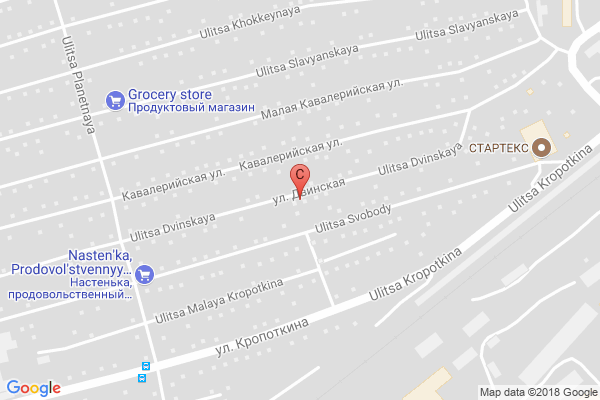 Ulitsa Khokkeynaya
Ulitsa Slavyanskaya
Ulitsa Slavyanskaya
Ulitsa Planetnaya
Grocery store
Продуктовый магазин
Малая Кавалерийская ул.
Кавалерийская ул.
Кавалерийская ул.
СТАРТЕКС
Ulitsa Dvinskaya
C
ул. Двинская
Ulitsa Kropotkina
Ulitsa Dvinskaya
Ulitsa Svobody
Nasten'ka,
Prodovol'stvennyy...
Настенька,
продовольственный...
Ulitsa Kropotkina
Ulitsa Malaya Kropotkina
ул. Кропоткина
Google
Map data ©2018 Google